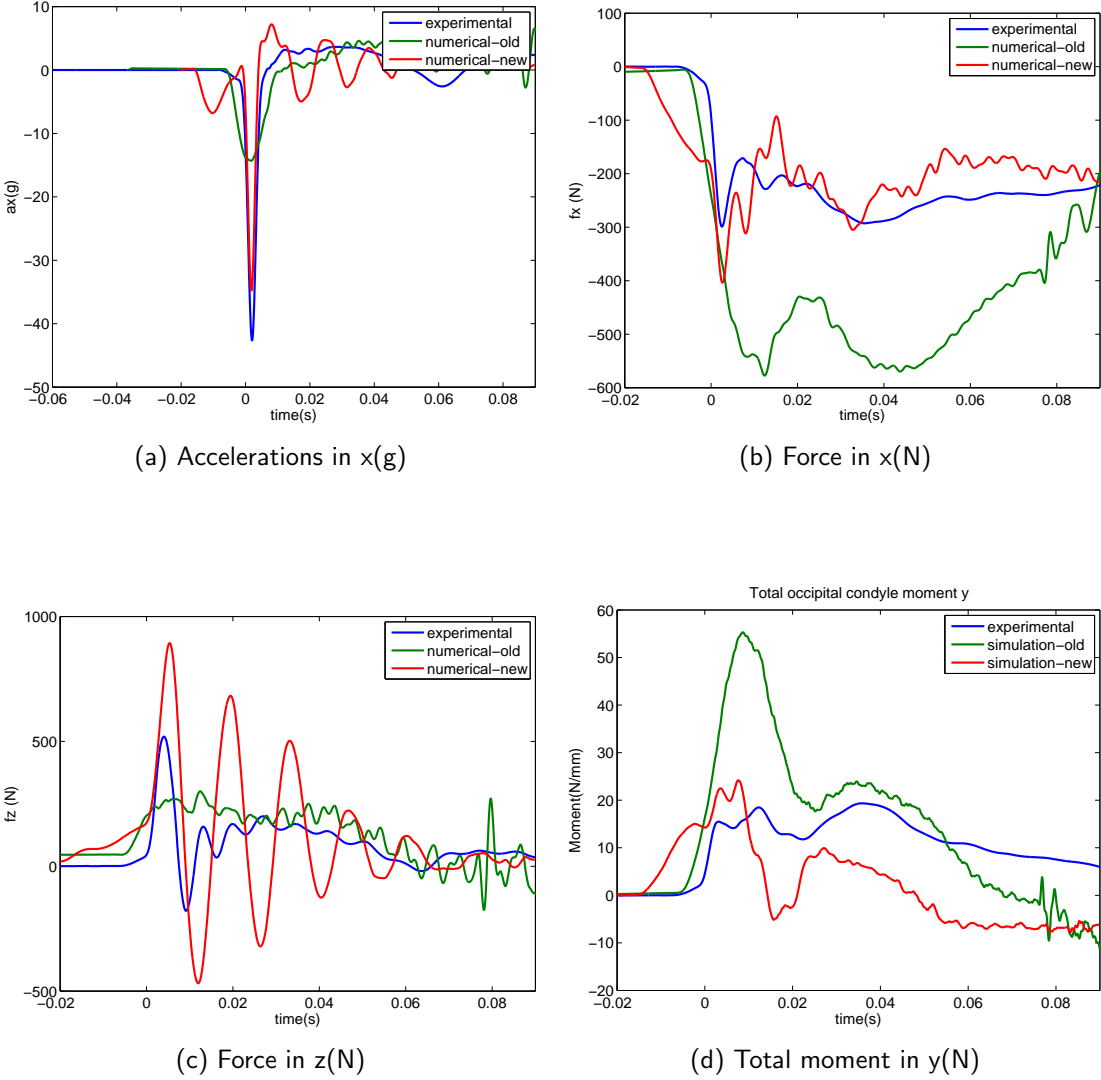 10
0
−10
−20
−30
−40
−50
ax(g)
−0.06 −0.04 −0.02 0 0.02 0.04 0.06 0.08
time(s)
experimental
numerical−old
numerical−new
(a) Accelerations in x(g)
100
0
−100
−200
−300
−400
−500
−600
fx (N)
−0.02 0 0.02 0.04 0.06 0.08
time(s)
experimental
numerical−old
numerical−new
(b) Force in x(N)
1000
500
0
−500
fz (N)
−0.02 0 0.02 0.04 0.06 0.08
time(s)
experimental
numerical−old
numerical−new
(c) Force in z(N)
Total occipital condyle moment y
60
50
40
30
20
10
0
−10
−20
Moment(N/mm)
−0.02 0 0.02 0.04 0.06 0.08
time(s)
experimental
simulation−old
simulation−new
(d) Total moment in y(N)